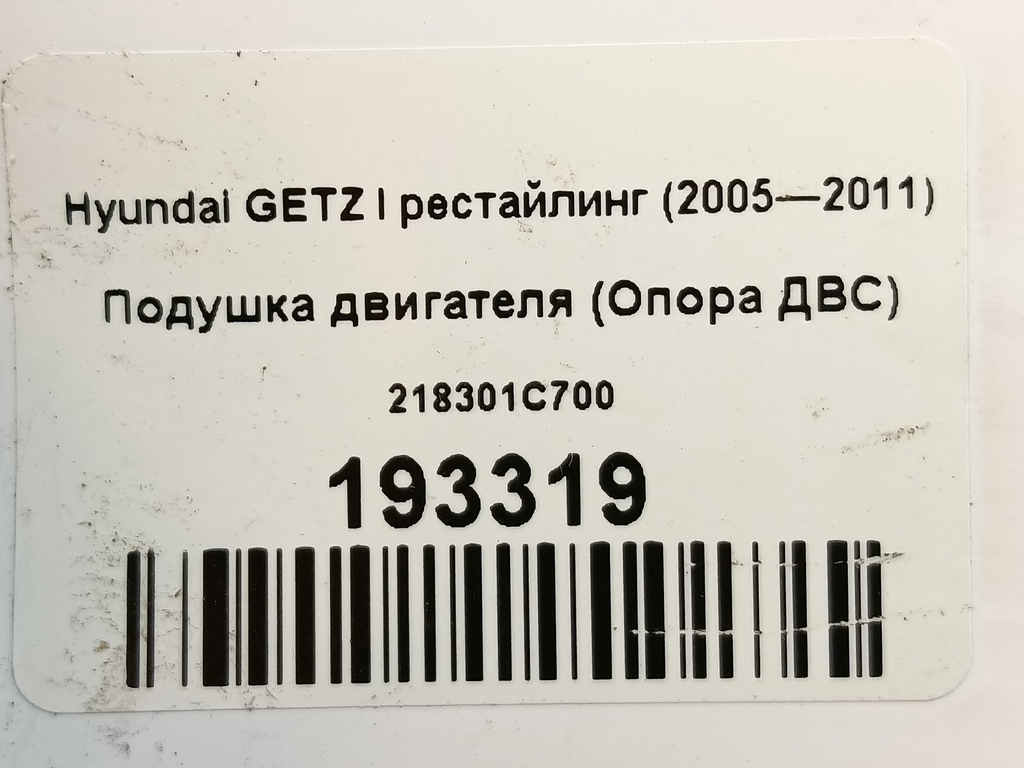 Hyundai GETZ I рестайлинг (2005—2011)
Подушка двигателя (Опора ДВС)
218301C700
193319